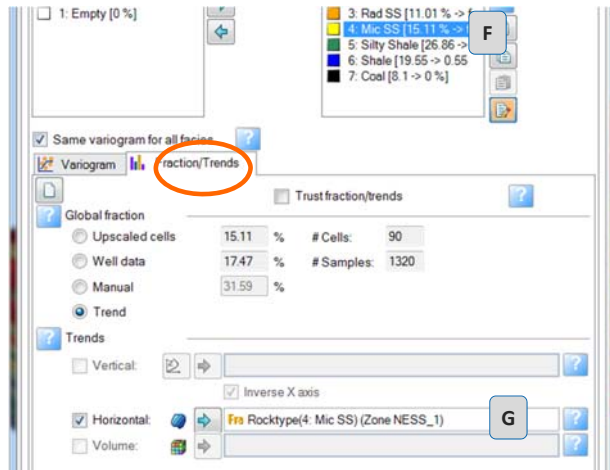 1: Empty [0 %]
3: Rad SS [11.01 % ->
4: Mic SS [15.11 % ->
F
5: Silty Shale [26.86 ->
6: Shale [19.55 -> 0.55
7: Coal [8.1 -> 0 %]
Same variogram for all facies
?
Variogram
Fraction/Trends
Trust fraction/trends
?
?
Global fraction
Upscaled cells
15.11
%
# Cells:
90
Well data
17.47
%
# Samples:
1320
Manual
31.59
%
Trend
?
Trends
Vertical:
?
Inverse X axis
Horizontal:
Fra Rocktype(4: Mic SS) (Zone NESS_1)
G
?
Volume:
?